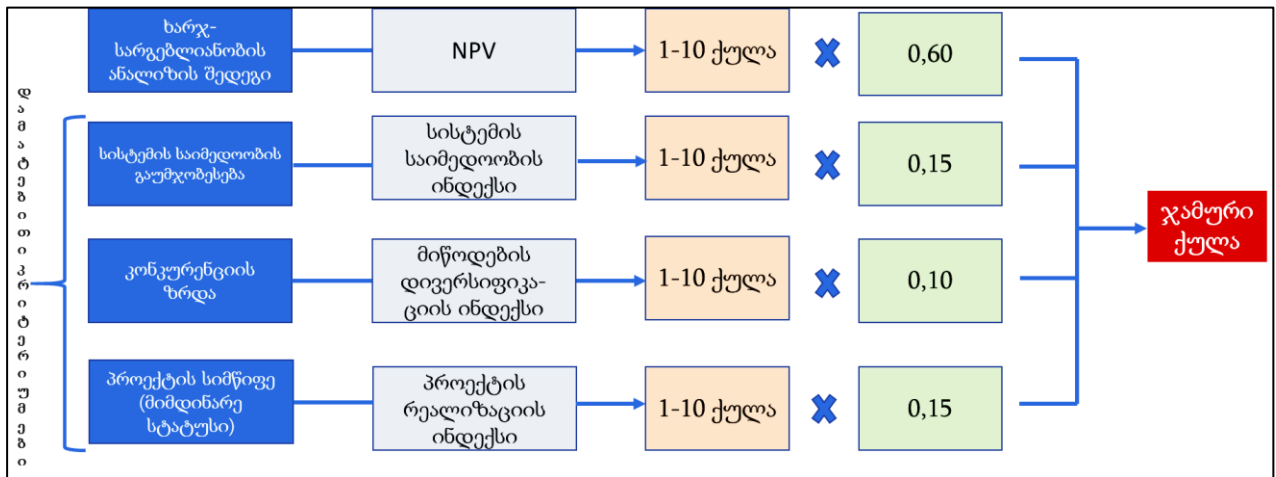 ხარჯ-
სარგებლიანობის
ანალიზის შედეგი
NPV
1-10 ქულა
0,60
დამატებითი კრიტერიუმები
სისტემის საიმედოობის
გაუმჯობესება
სისტემის
საიმედოობის
ინდექსი
1-10 ქულა
0,15
კონკურენციის
ზრდა
მიწოდების
დივერსიფიკა-
ციის ინდექსი
1-10 ქულა
0,10
პროექტის სიმწიფე
(მიმდინარე
სტატუსი)
პროექტის
რეალიზაციის
ინდექსი
1-10 ქულა
0,15
ჯამური
ქულა